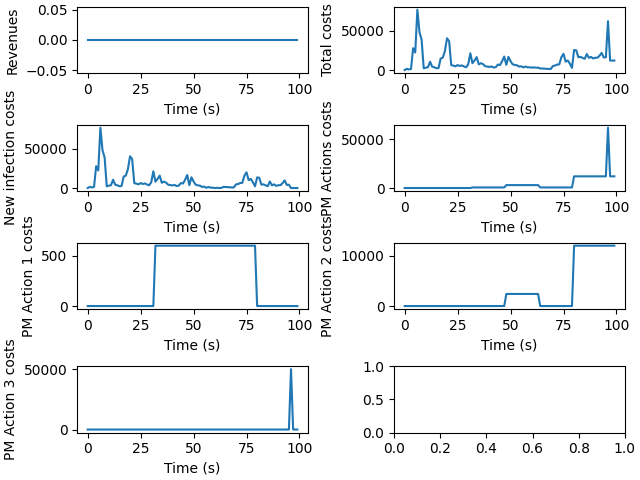 Revenues
0.05
0.00
−0.05
0 25 50 75 100
Time (s)
Total costs
50000
0
0 25 50 75 100
Time (s)
New infection costs
50000
0
0 25 50 75 100
Time (s)
PM Actions costs
50000
0
0 25 50 75 100
Time (s)
PM Action 1 costs
500
0
0 25 50 75 100
Time (s)
PM Action 2 costs
10000
0
0 25 50 75 100
Time (s)
PM Action 3 costs
50000
0
0 25 50 75 100
Time (s)
1.0
0.5
0.0
0.0 0.2 0.4 0.6 0.8 1.0